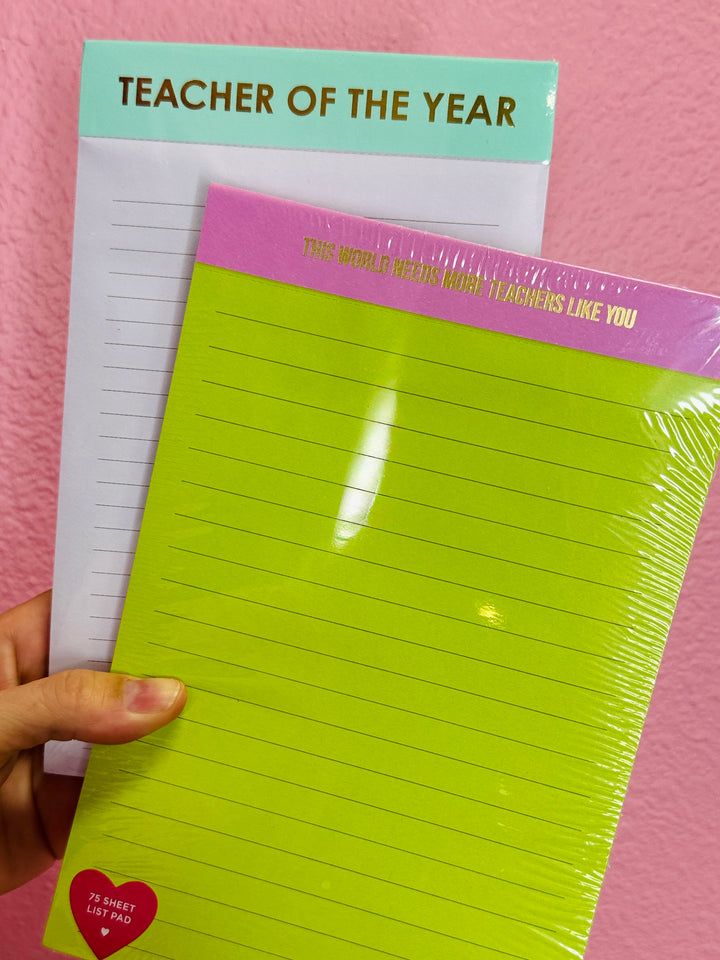 TEACHER OF THE YEAR
THIS WORLD NEEDS MORE TEACHERS LIKE YOU
75 SHEET
LIST PAD